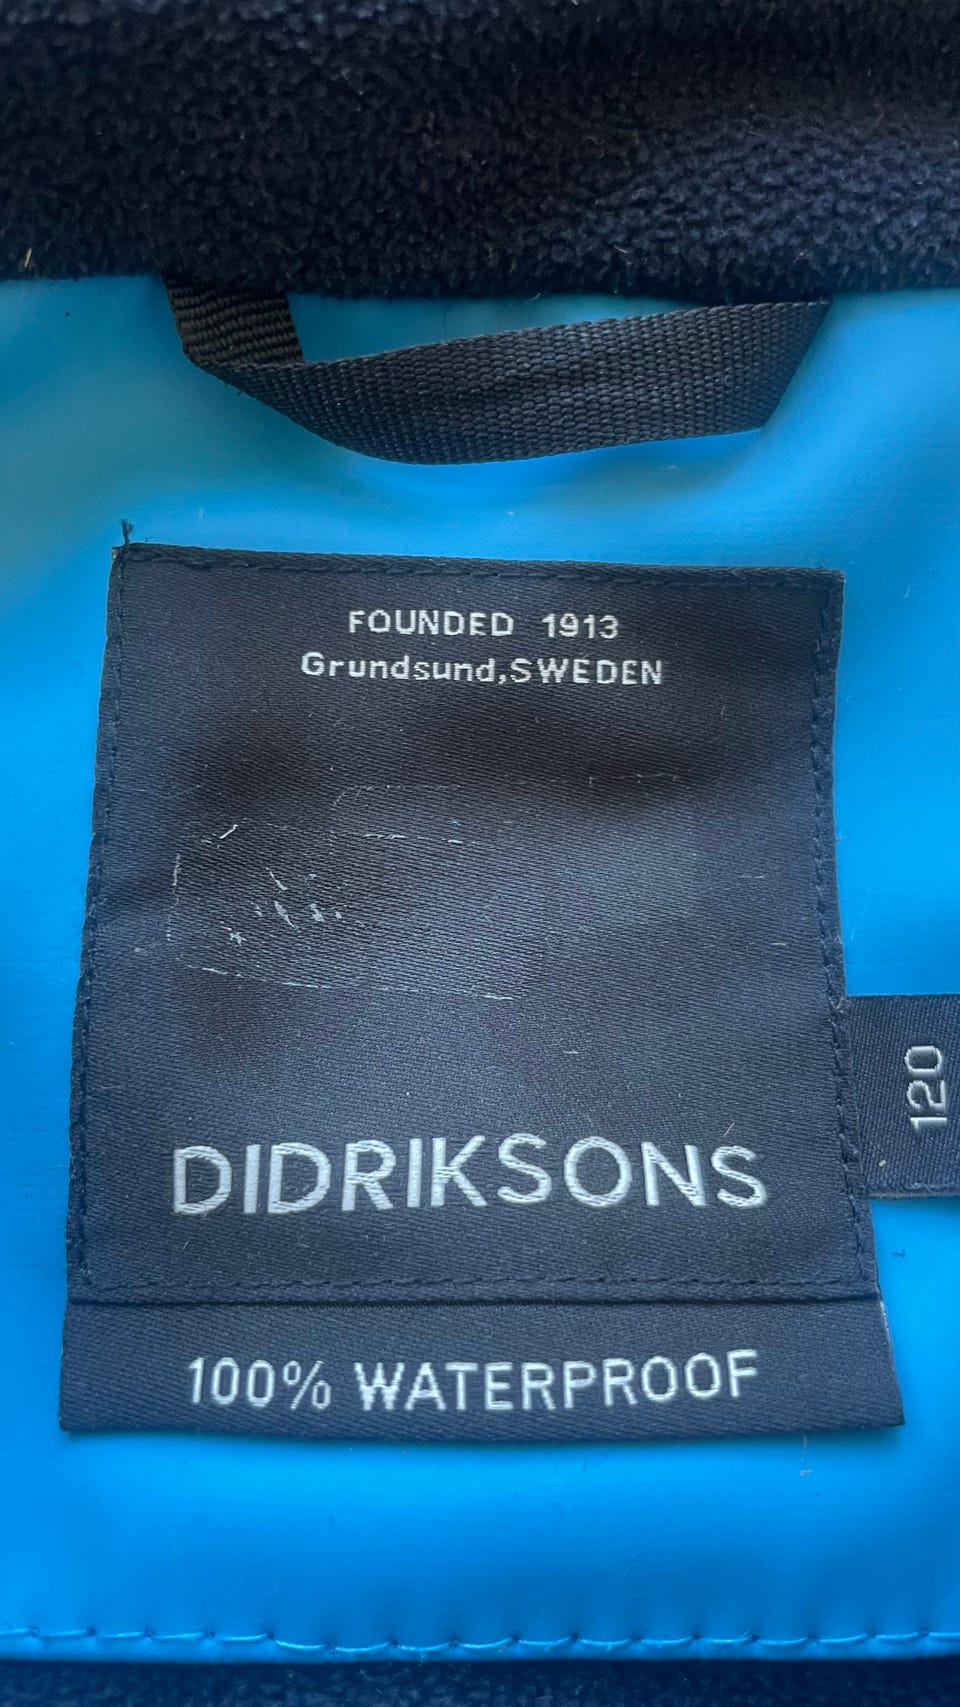 FOUNDED 1913
Grundsund,SWEDEN
DIDRIKSONS
100% WATERPROOF
120